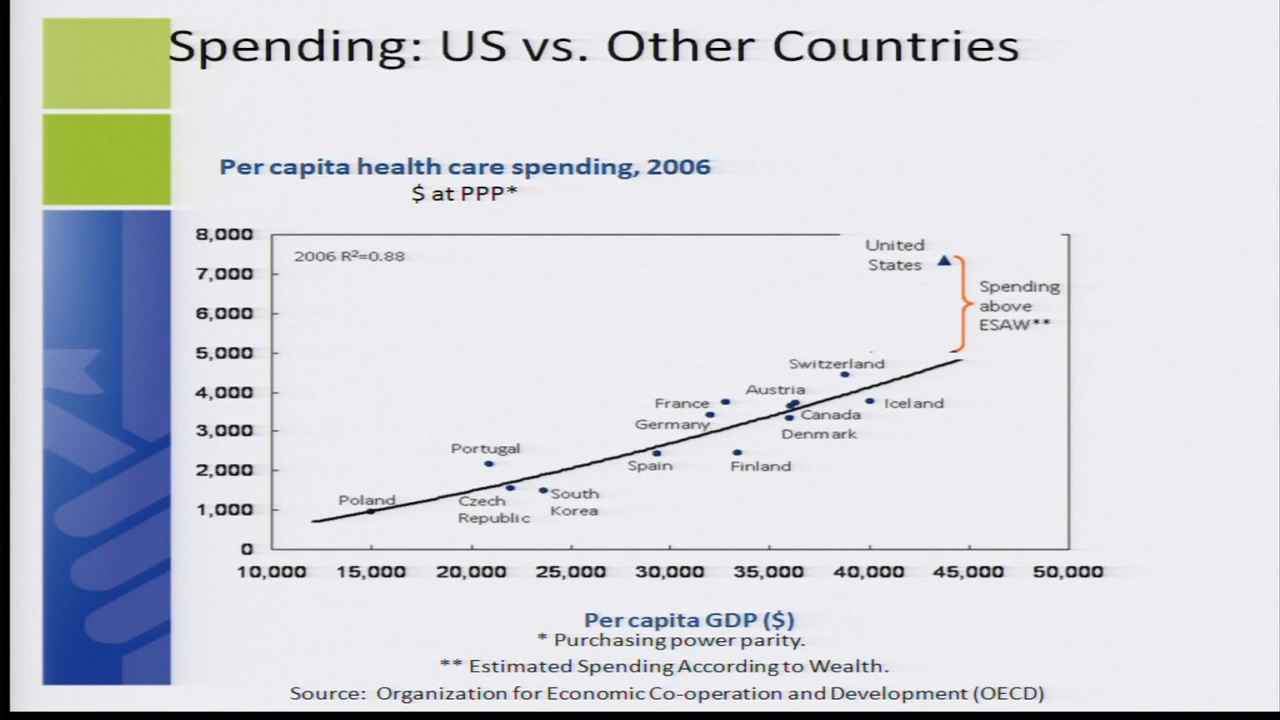 Spending: US vs. Other Countries
Per capita health care spending, 2006
$ at PPP*
8,000
7,000
6,000
5,000
4,000
3,000
2,000
1,000
0
2006 R²=0.88
United
States
Spending
above
ESAW**
Switzerland
Austria
France
Iceland
Canada
Germany
Denmark
Portugal
Spain
Finland
Poland
Czech
Republic
South
Korea
10,000 15,000 20,000 25,000 30,000 35,000 40,000 45,000 50,000
Per capita GDP ($)
* Purchasing power parity.
** Estimated Spending According to Wealth.
Source: Organization for Economic Co-operation and Development (OECD)